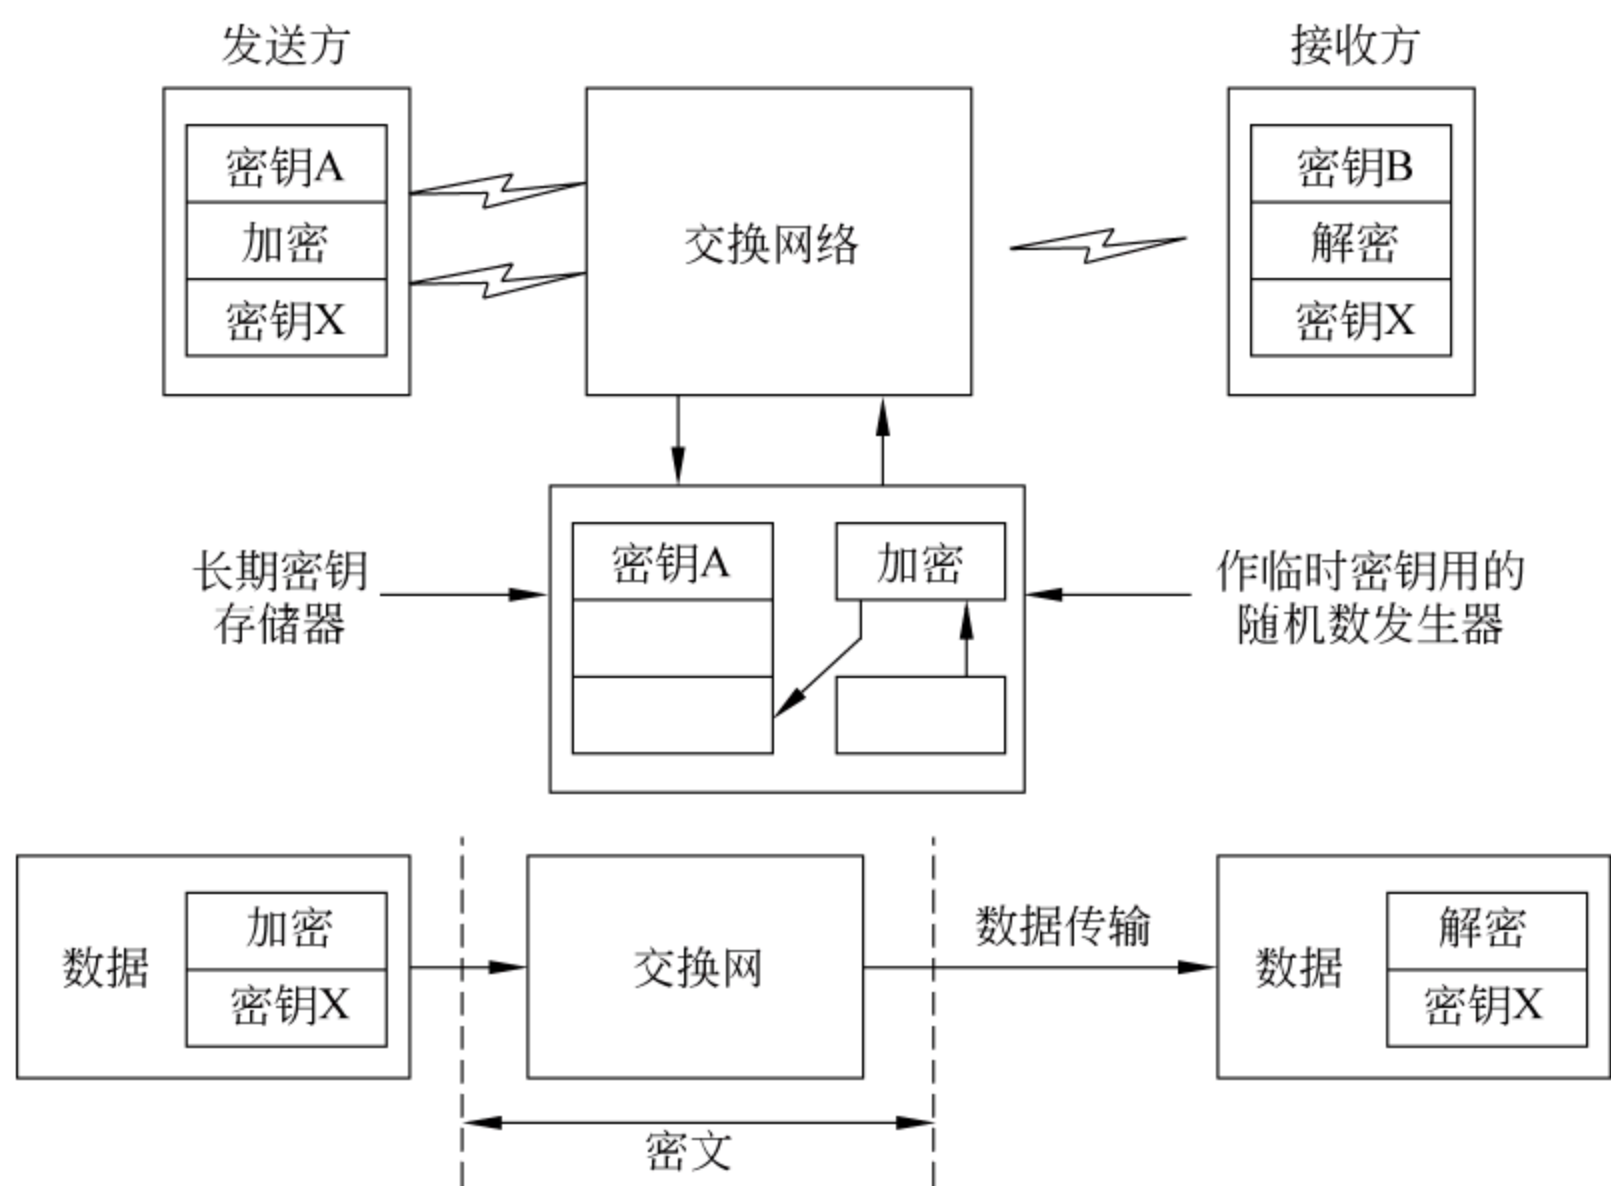 发送方
接收方
密钥A
加密
密钥X
交换网络
密钥B
解密
密钥X
长期密钥
存储器
密钥A
加密
作临时密钥用的
随机数发生器
数据
加密
密钥X
交换网
数据传输
数据
解密
密钥X
密文